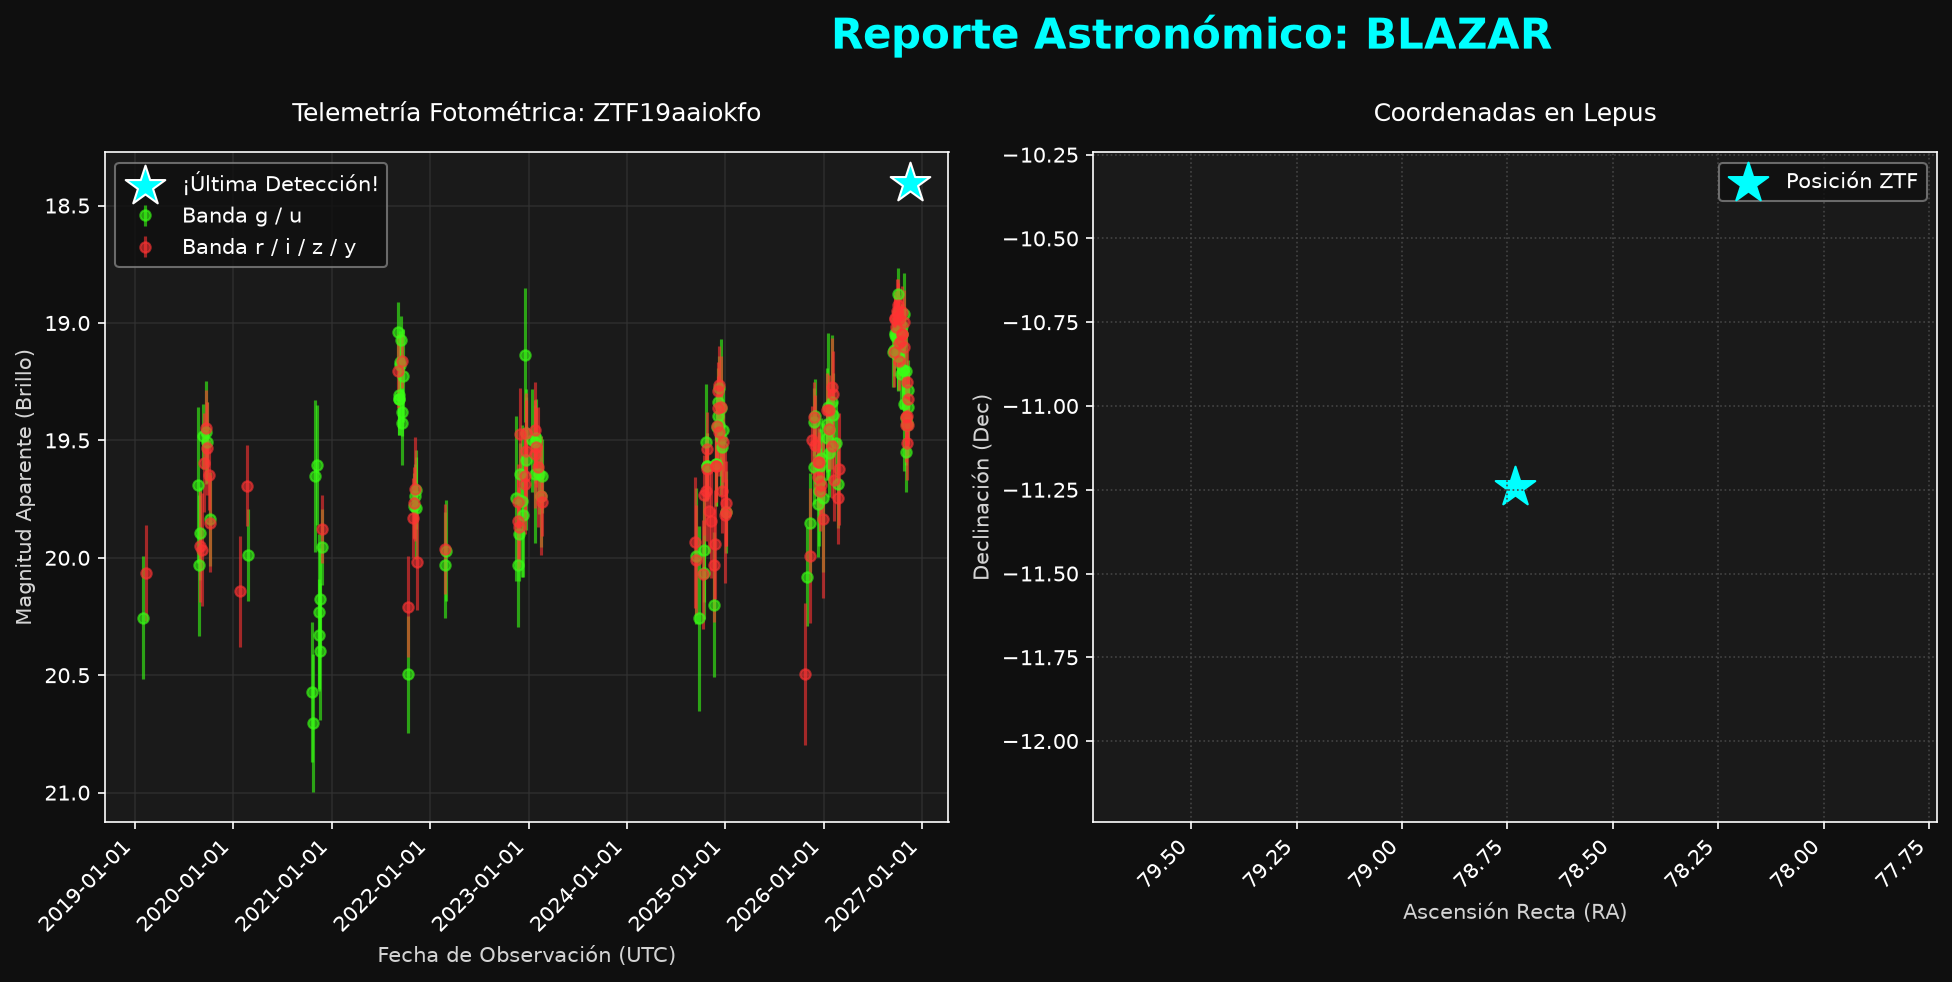 Reporte Astronómico: BLAZAR
Telemetría Fotométrica: ZTF19aaiokfo
¡Última Detección!
Banda g / u
Banda r / i / z / y
Magnitud Aparente (Brillo)
18.5
19.0
19.5
20.0
20.5
21.0
2019-01-01
2020-01-01
2021-01-01
2022-01-01
2023-01-01
2024-01-01
2025-01-01
2026-01-01
2027-01-01
Fecha de Observación (UTC)
Coordenadas en Lepus
Posición ZTF
Declinación (Dec)
−10.25
−10.50
−10.75
−11.00
−11.25
−11.50
−11.75
−12.00
79.50
79.25
79.00
78.75
78.50
78.25
78.00
77.75
Ascensión Recta (RA)